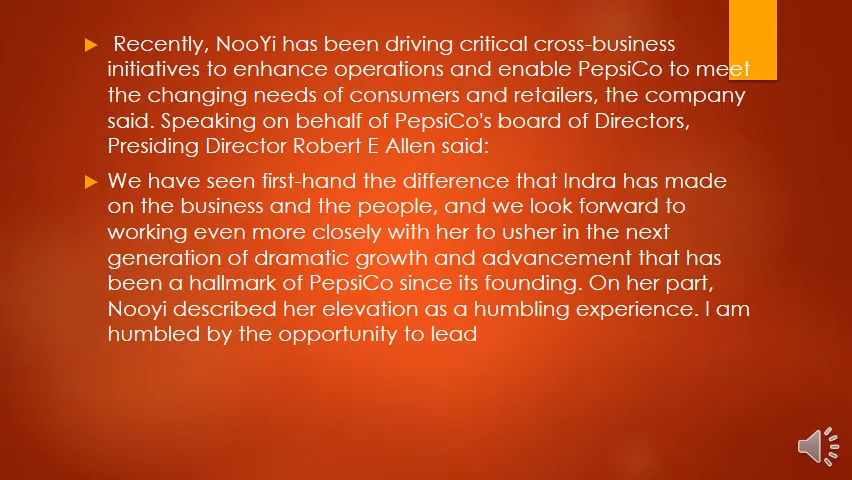 Recently, NooYi has been driving critical cross-business
initiatives to enhance operations and enable PepsiCo to meet
the changing needs of consumers and retailers, the company
said. Speaking on behalf of PepsiCo's board of Directors,
Presiding Director Robert E Allen said:
We have seen first-hand the difference that Indra has made
on the business and the people, and we look forward to
working even more closely with her to usher in the next
generation of dramatic growth and advancement that has
been a hallmark of PepsiCo since its founding. On her part,
Nooyi described her elevation as a humbling experience. I am
humbled by the opportunity to lead